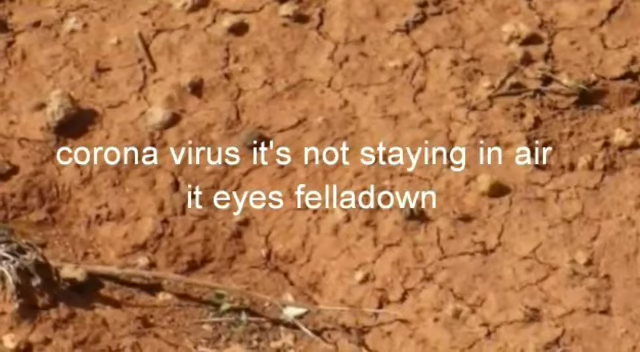 corona virus it's not staying in air
it eyes felladown